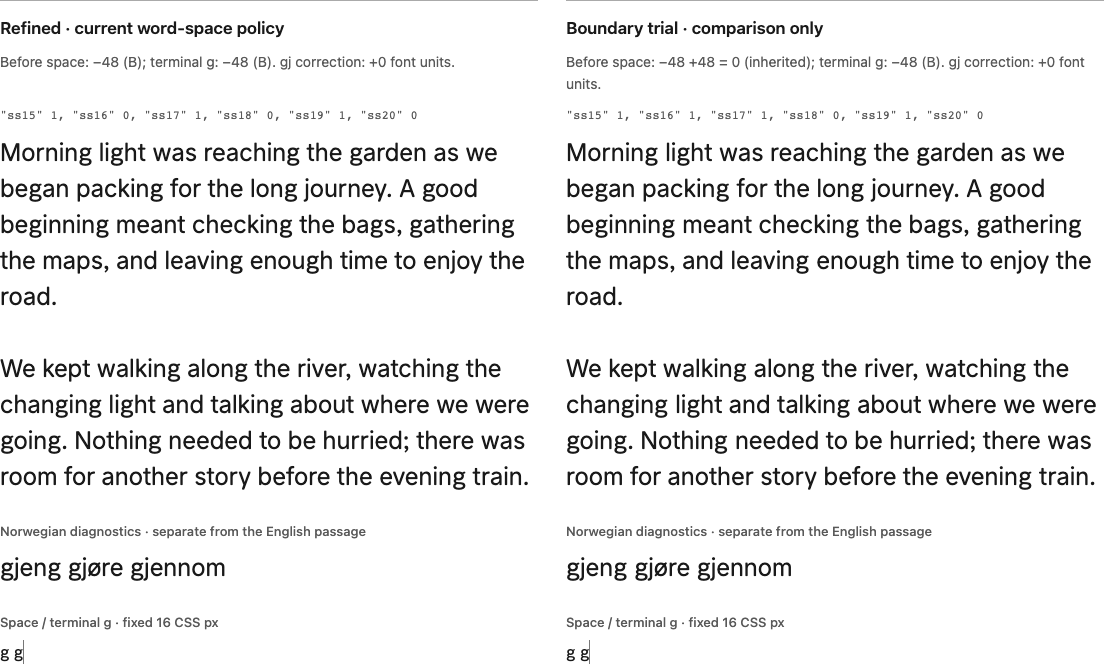 Refined · current word-space policy
Before space: −48 (B); terminal g: −48 (B). gj correction: +0 font units.
"ss15" 1, "ss16" 0, "ss17" 1, "ss18" 0, "ss19" 1, "ss20" 0
Morning light was reaching the garden as we
began packing for the long journey. A good
beginning meant checking the bags, gathering
the maps, and leaving enough time to enjoy the
road.
We kept walking along the river, watching the
changing light and talking about where we were
going. Nothing needed to be hurried; there was
room for another story before the evening train.
Norwegian diagnostics · separate from the English passage
gjeng gjøre gjennom
Space / terminal g · fixed 16 CSS px
g g
Boundary trial · comparison only
Before space: −48 +48 = 0 (inherited); terminal g: −48 (B). gj correction: +0 font
units.
"ss15" 1, "ss16" 1, "ss17" 1, "ss18" 0, "ss19" 1, "ss20" 0
Morning light was reaching the garden as we
began packing for the long journey. A good
beginning meant checking the bags, gathering
the maps, and leaving enough time to enjoy the
road.
We kept walking along the river, watching the
changing light and talking about where we were
going. Nothing needed to be hurried; there was
room for another story before the evening train.
Norwegian diagnostics · separate from the English passage
gjeng gjøre gjennom
Space / terminal g · fixed 16 CSS px
g g